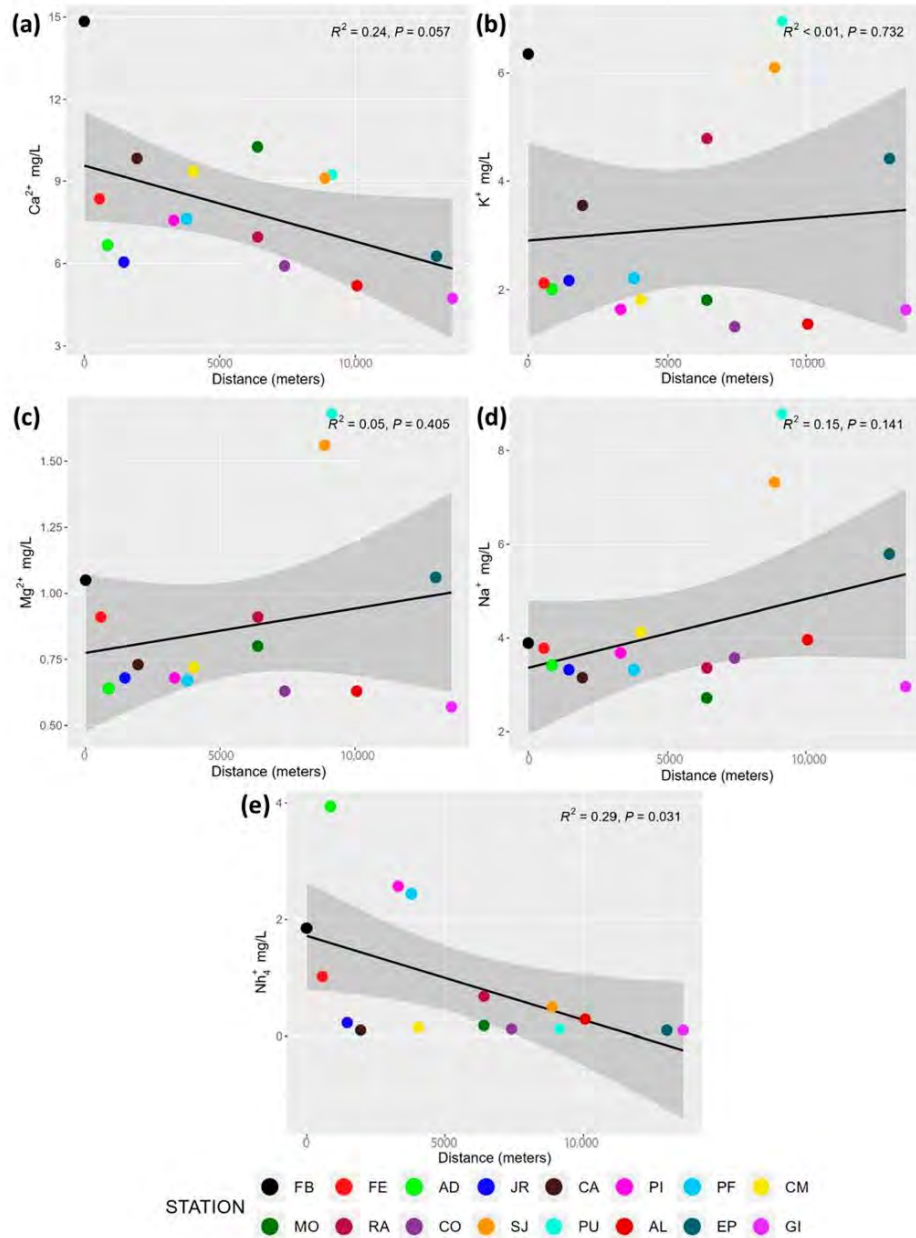 (a)
R² = 0.24, P = 0.057
15
12
9
6
3
Ca²⁺ mg/L
0 5000 10,000
Distance (meters)
(b)
R² < 0.01, P = 0.732
6
4
2
K⁺ mg/L
0 5000 10,000
Distance (meters)
(c)
R² = 0.05, P = 0.405
1.50
1.25
1.00
0.75
0.50
Mg²⁺ mg/L
0 5000 10,000
Distance (meters)
(d)
R² = 0.15, P = 0.141
8
6
4
2
Na⁺ mg/L
0 5000 10,000
Distance (meters)
(e)
R² = 0.29, P = 0.031
4
2
0
Nh₄⁺ mg/L
0 5000 10,000
Distance (meters)
STATION
FB FE AD JR CA PI PF CM
MO RA CO SJ PU AL EP GI